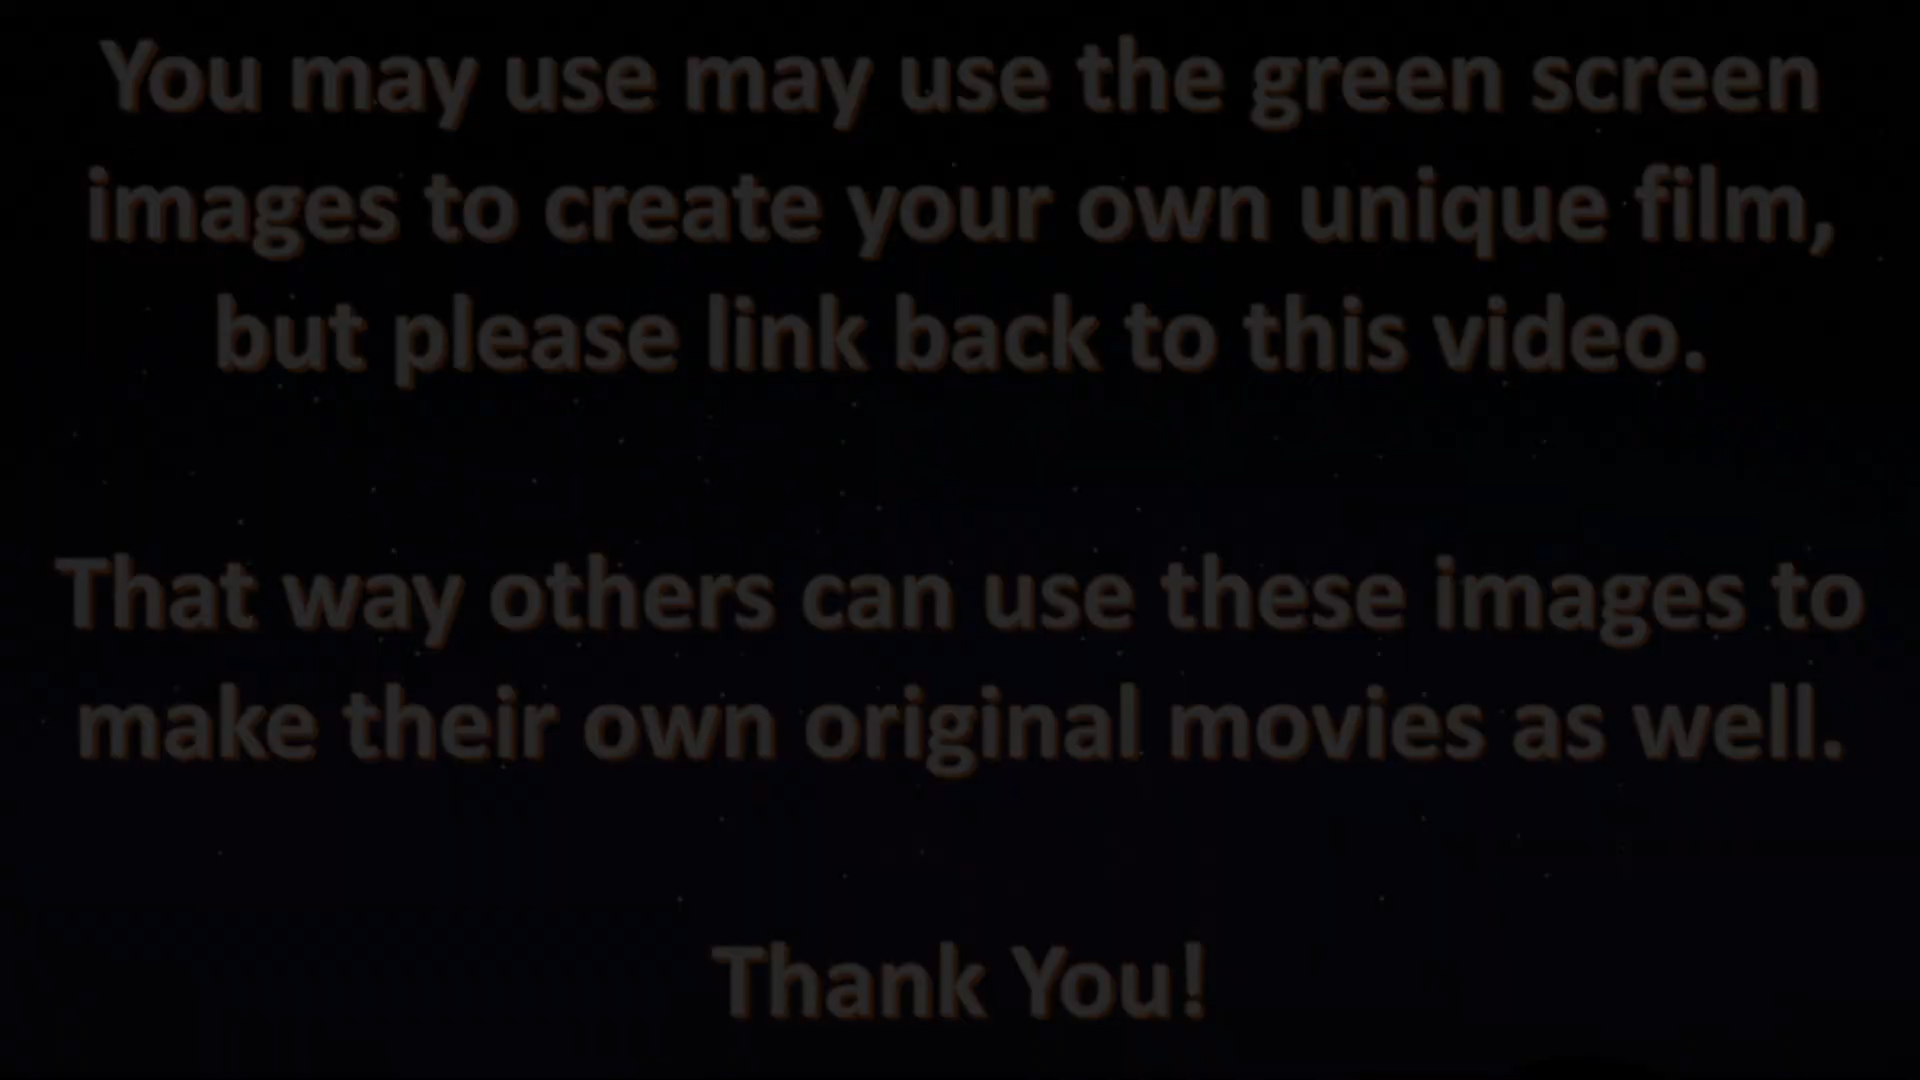 You may use may use the green screen
images to create your own unique film,
but please link back to this video.
That way others can use these images to
make their own original movies as well.
Thank You!